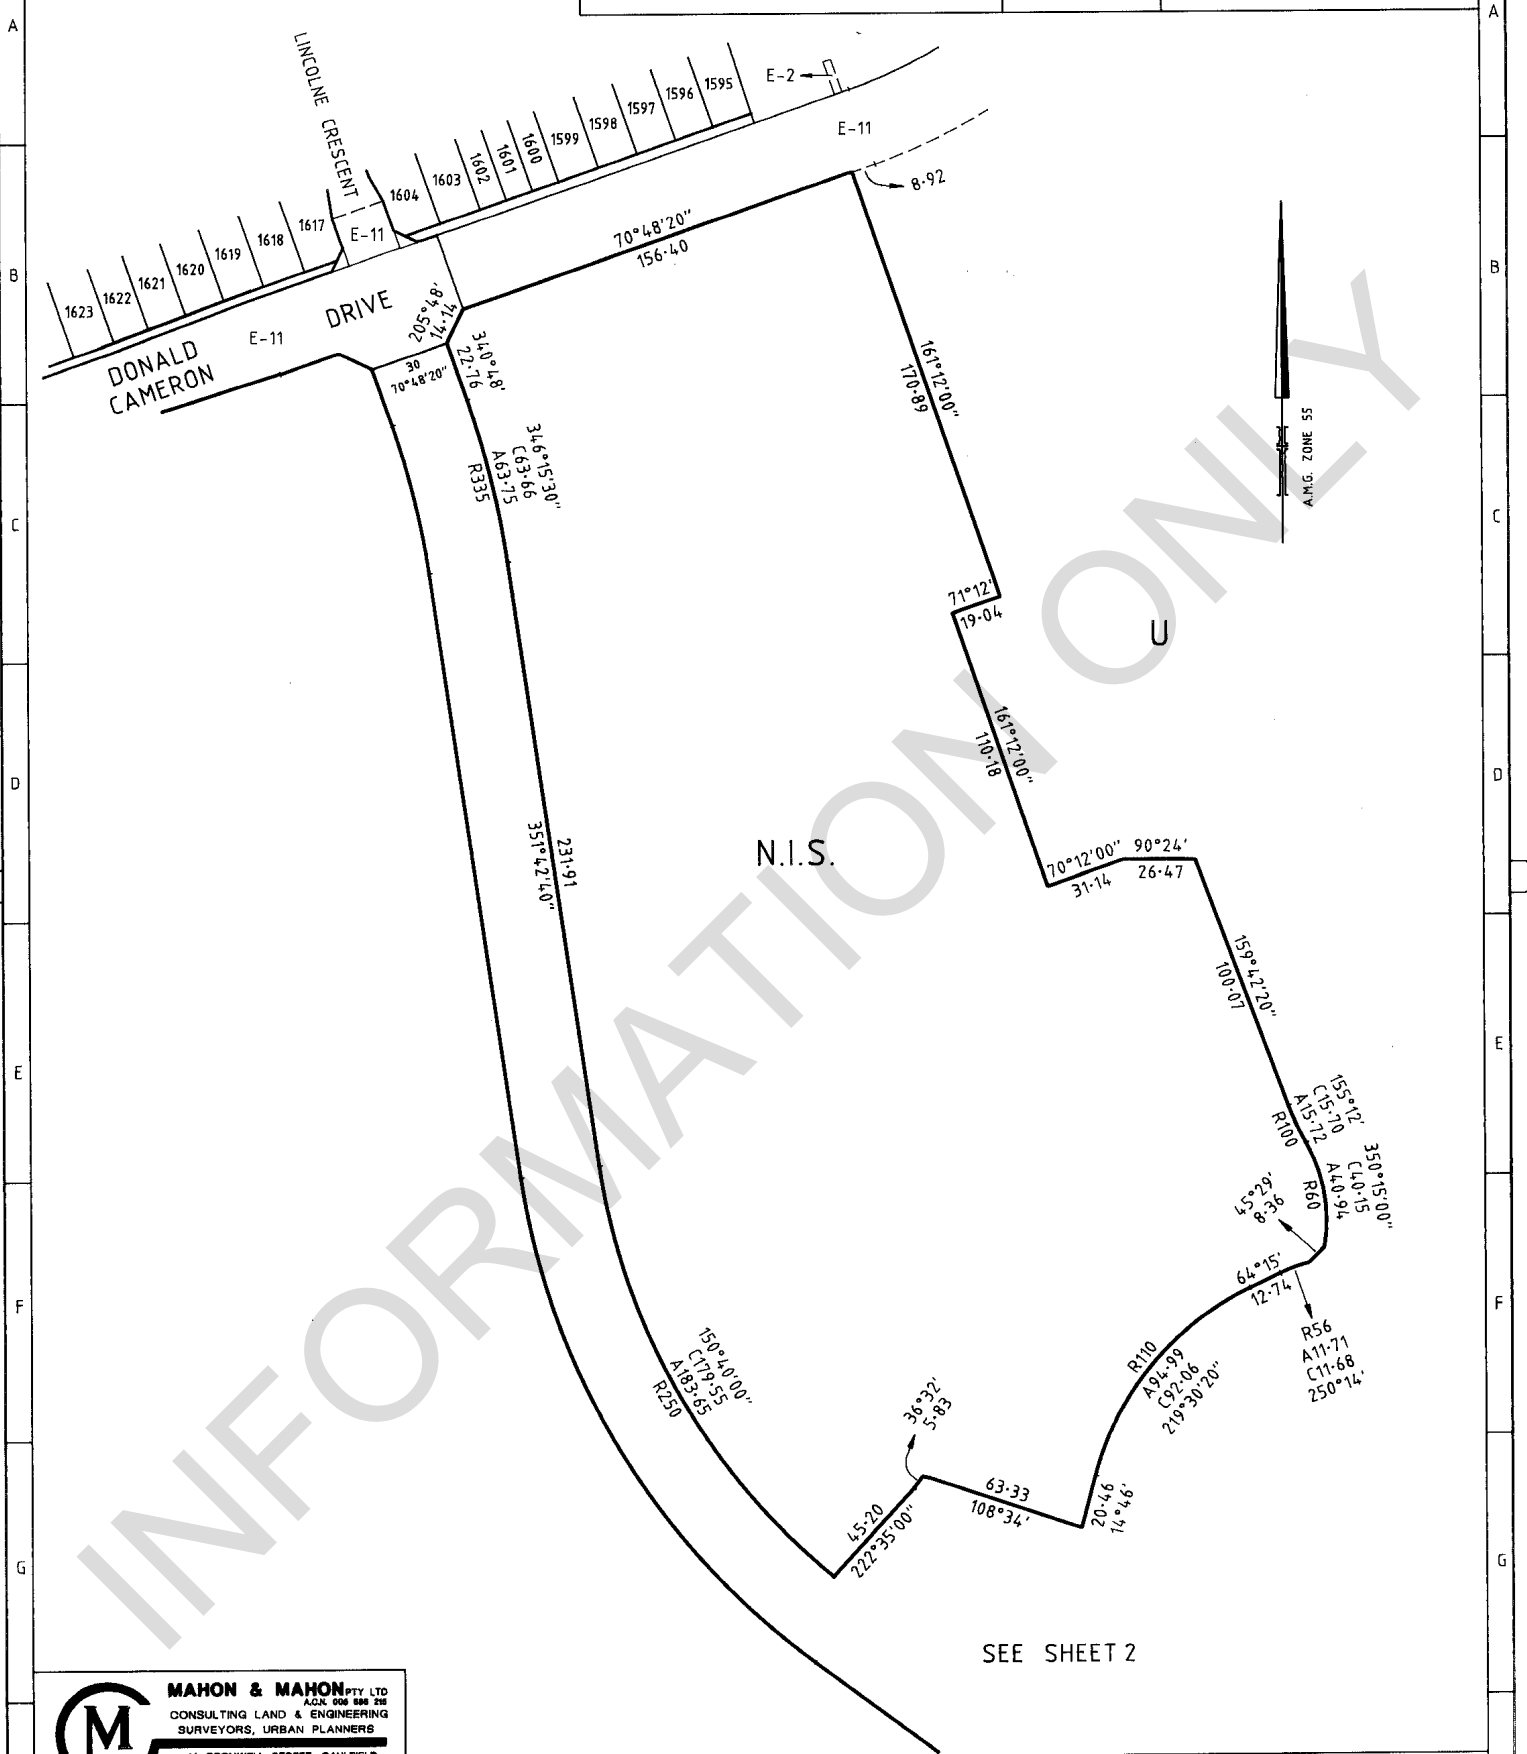 A
A
LINCOLNE CRESCENT
E-2
1595
1596
1597
1598
1599
1600
1601
1602
1603
1604
E-11
8·92
1617
1618
1619
1620
1621
1622
1623
E-11
B
B
70°48'20"
156·40
DRIVE
E-11
DONALD
CAMERON
205°48'
14·14
30
70°48'20"
340°48'
22·76
161°12'00"
170·89
A.M.G. ZONE 55
346°15'30"
C63·66
A63·75
R335
C
C
71°12'
19·04
U
161°12'00"
110·18
D
D
231·91
351°42'40"
N.I.S.
70°12'00"
31·14
90°24'
26·47
159°42'20"
100·07
E
E
155°12'
C15·70
A15·72
R100
350°15'00"
C40·15
A40·94
R60
45°29'
8·36
64°15'
12·74
F
F
R56
A11·71
C11·68
250°14'
R110
A94·99
C92·06
219°30'20"
150°40'00"
C179·55
A183·65
R250
36°32'
5·83
63·33
108°34'
20·46
14°46'
45·20
222°35'00"
G
G
SEE SHEET 2
INFORMATION ONLY
M
MAHON & MAHON PTY LTD
CONSULTING LAND & ENGINEERING
SURVEYORS, URBAN PLANNERS